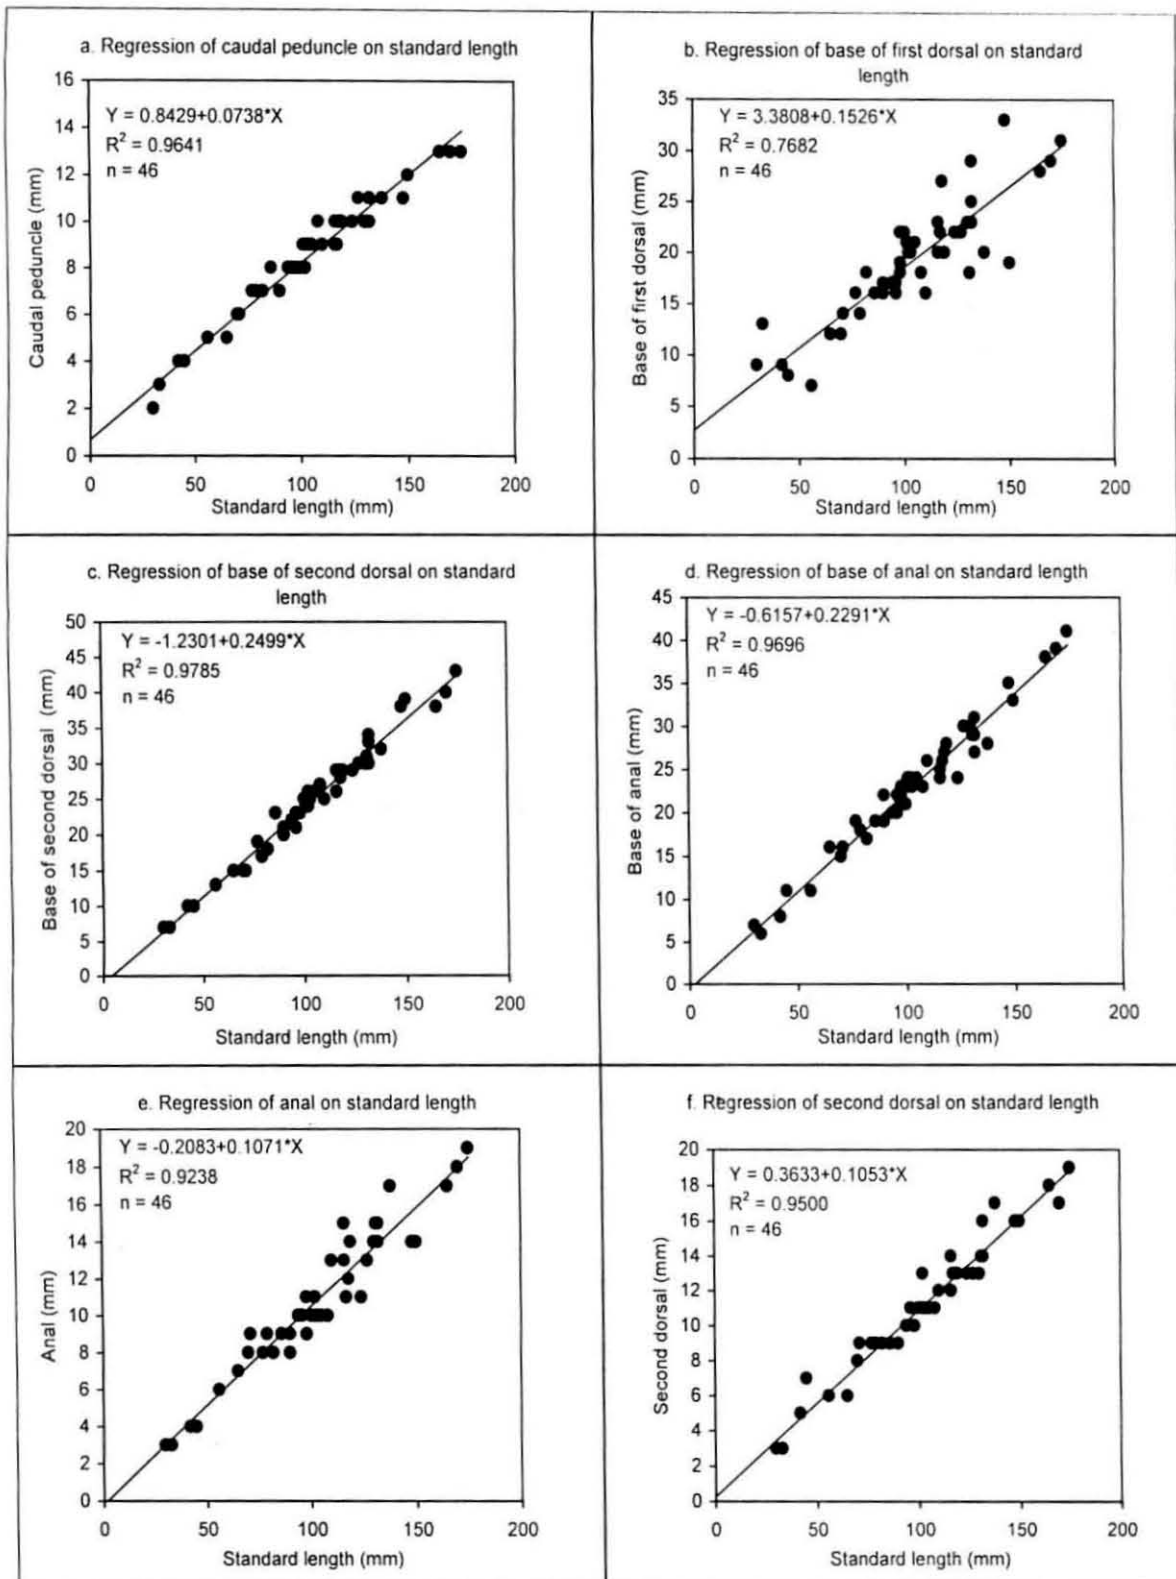 a. Regression of caudal peduncle on standard length
16
14
12
10
8
6
4
2
0
Y = 0.8429+0.0738*X
R² = 0.9641
n = 46
Caudal peduncle (mm)
0 50 100 150 200
Standard length (mm)
b. Regression of base of first dorsal on standard
length
35
30
25
20
15
10
5
0
Y = 3.3808+0.1526*X
R² = 0.7682
n = 46
Base of first dorsal (mm)
0 50 100 150 200
Standard length (mm)
c. Regression of base of second dorsal on standard
length
50
45
40
35
30
25
20
15
10
5
0
Y = -1.2301+0.2499*X
R² = 0.9785
n = 46
Base of second dorsal (mm)
0 50 100 150 200
Standard length (mm)
d. Regression of base of anal on standard length
45
40
35
30
25
20
15
10
5
0
Y = -0.6157+0.2291*X
R² = 0.9696
n = 46
Base of anal (mm)
0 50 100 150 200
Standard length (mm)
e. Regression of anal on standard length
20
18
16
14
12
10
8
6
4
2
0
Y = -0.2083+0.1071*X
R² = 0.9238
n = 46
Anal (mm)
0 50 100 150 200
Standard length (mm)
f. Regression of second dorsal on standard length
20
18
16
14
12
10
8
6
4
2
0
Y = 0.3633+0.1053*X
R² = 0.9500
n = 46
Second dorsal (mm)
0 50 100 150 200
Standard length (mm)